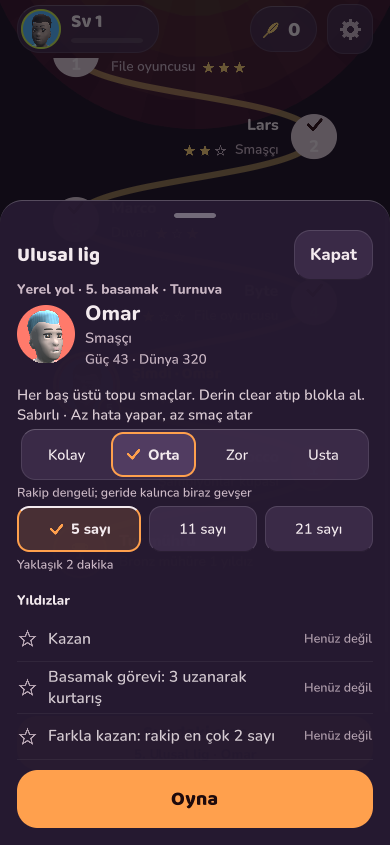 Sv 1
0
1
File oyuncusu
Lars
Smaşçı
2
Ulusal lig
Kapat
Yerel yol · 5. basamak · Turnuva
Omar
Smaşçı
Güç 43 · Dünya 320
Her baş üstü topu smaçlar. Derin clear atıp blokla al.
Sabırlı · Az hata yapar, az smaç atar
Kolay
Orta
Zor
Usta
Rakip dengeli; geride kalınca biraz gevşer
5 sayı
11 sayı
21 sayı
Yaklaşık 2 dakika
Yıldızlar
Kazan
Henüz değil
Basamak görevi: 3 uzanarak
kurtarış
Henüz değil
Farkla kazan: rakip en çok 2 sayı
Henüz değil
Oyna